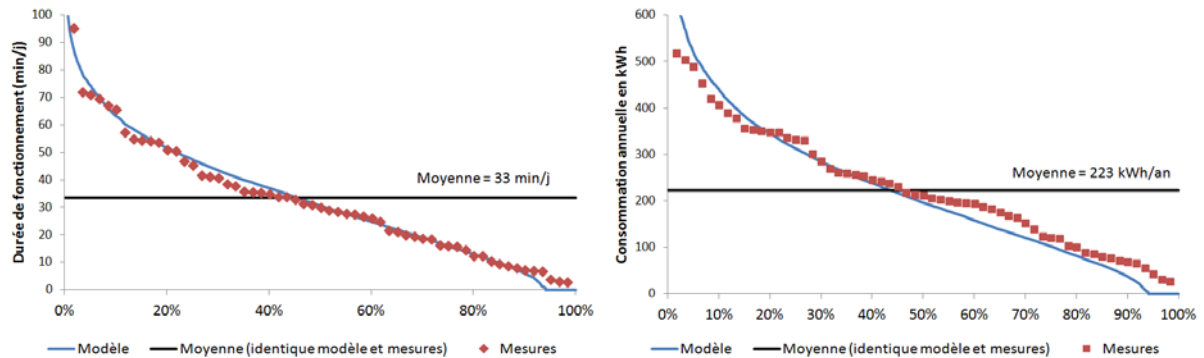 Durée de fonctionnement (min/j)
100
90
80
70
60
50
40
30
20
10
0
Moyenne = 33 min/j
0% 20% 40% 60% 80% 100%
Modèle Moyenne (identique modèle et mesures) Mesures
Consommation annuelle en kWh
600
500
400
300
200
100
0
Moyenne = 223 kWh/an
0% 10% 20% 30% 40% 50% 60% 70% 80% 90% 100%
Modèle Moyenne (identique modèle et mesures) Mesures